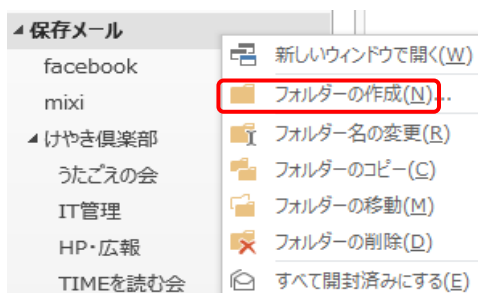 保存メール
facebook
mixi
けやき倶楽部
うたごえの会
IT管理
HP・広報
TIMEを読む会
新しいウィンドウで開く(W)
フォルダーの作成(N)...
フォルダー名の変更(R)
フォルダーのコピー(C)
フォルダーの移動(M)
フォルダーの削除(D)
すべて開封済みにする(E)